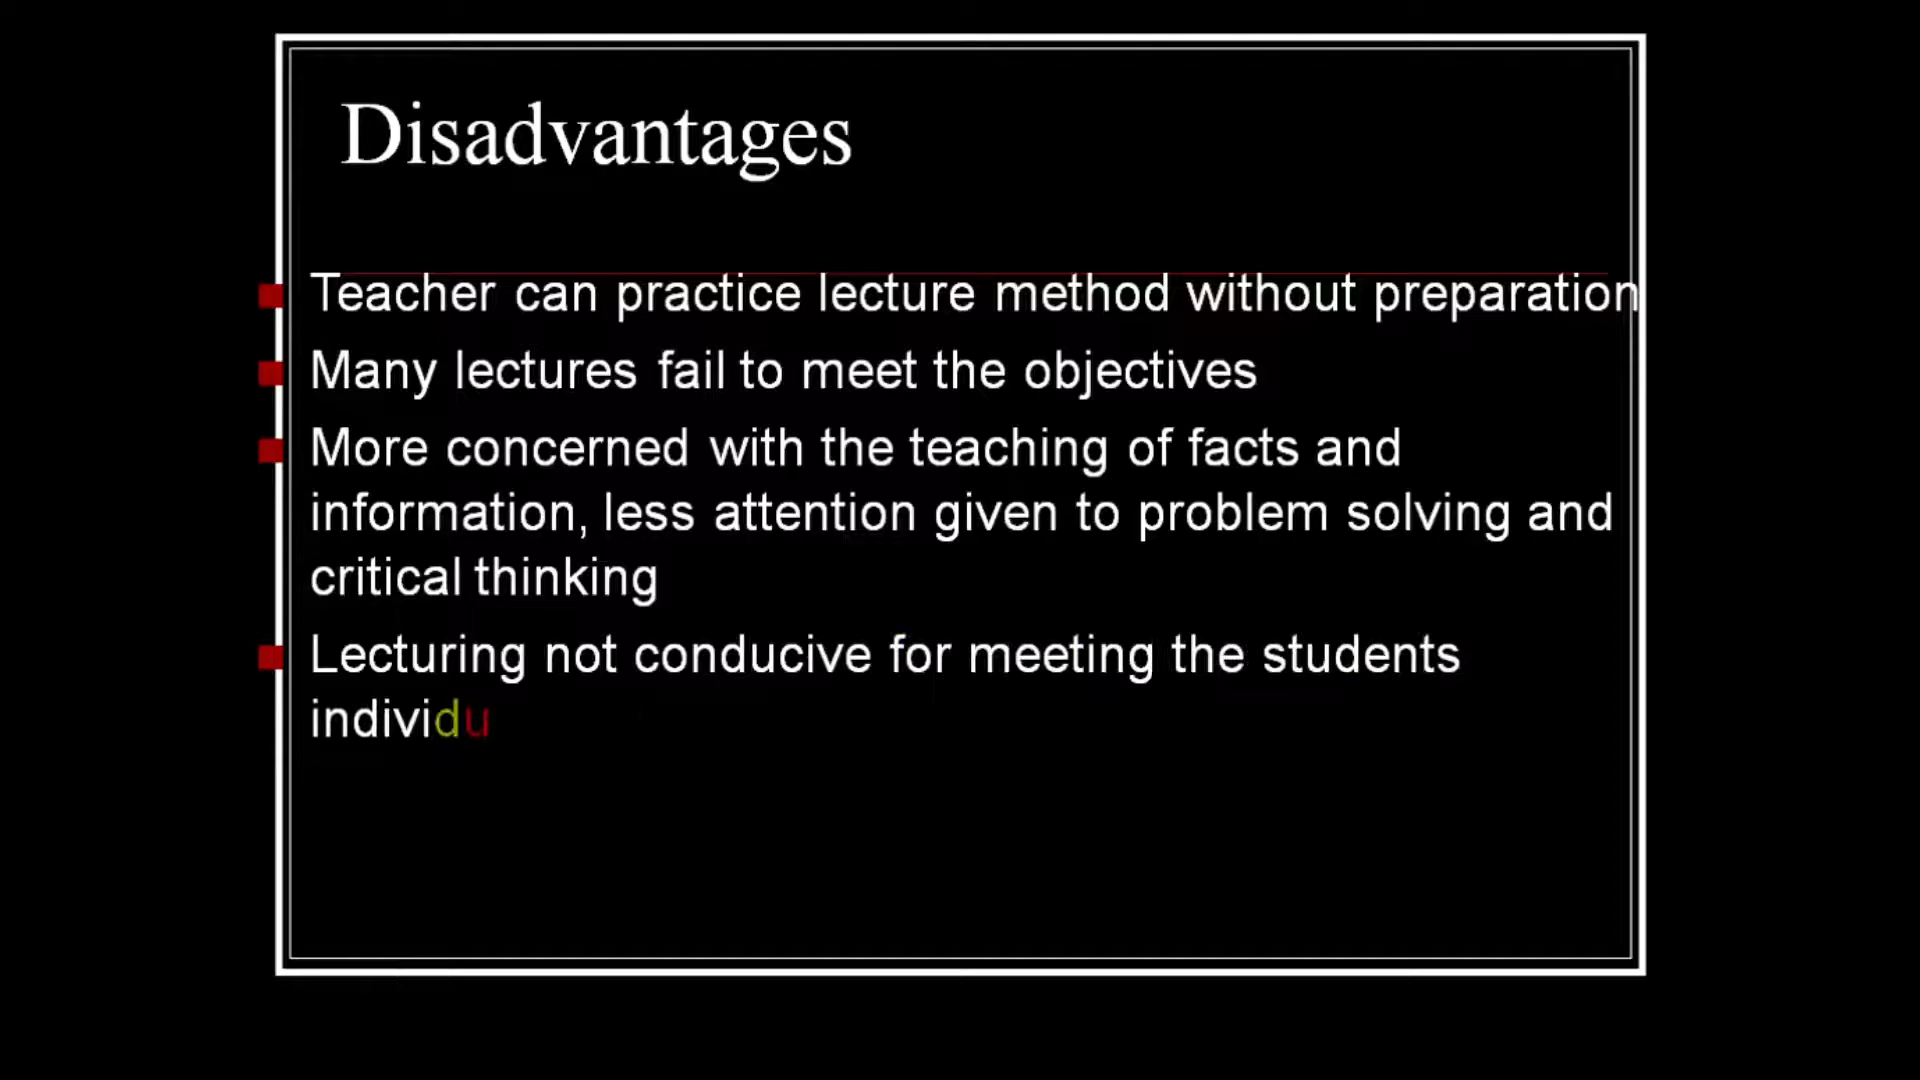 Disadvantages
Teacher can practice lecture method without preparation
Many lectures fail to meet the objectives
More concerned with the teaching of facts and
information, less attention given to problem solving and
critical thinking
Lecturing not conducive for meeting the students
individu